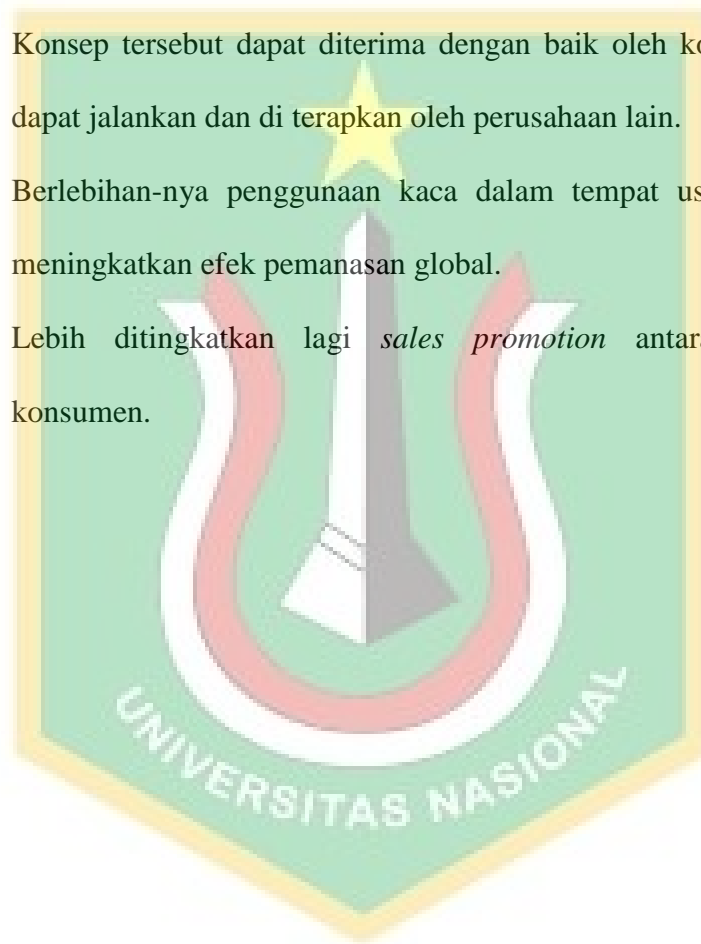 Konsep tersebut dapat diterima dengan baik oleh
dapat jalankan dan di terapkan oleh perusahaan lain.
Berlebihan-nya penggunaan kaca dalam tempat
meningkatkan efek pemanasan global.
Lebih ditingkatkan lagi sales promotion
konsumen.
UNIVERSITAS NASIONAL